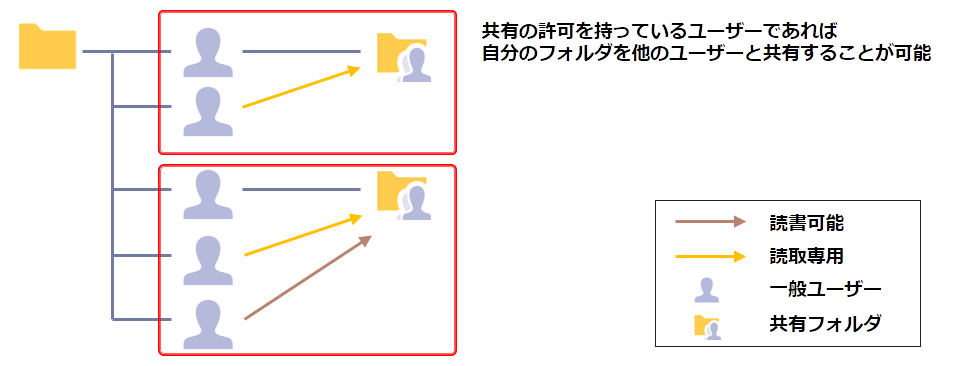 共有の許可を持っているユーザーであれば
自分のフォルダを他のユーザーと共有することが可能
読書可能
読取専用
一般ユーザー
共有フォルダ